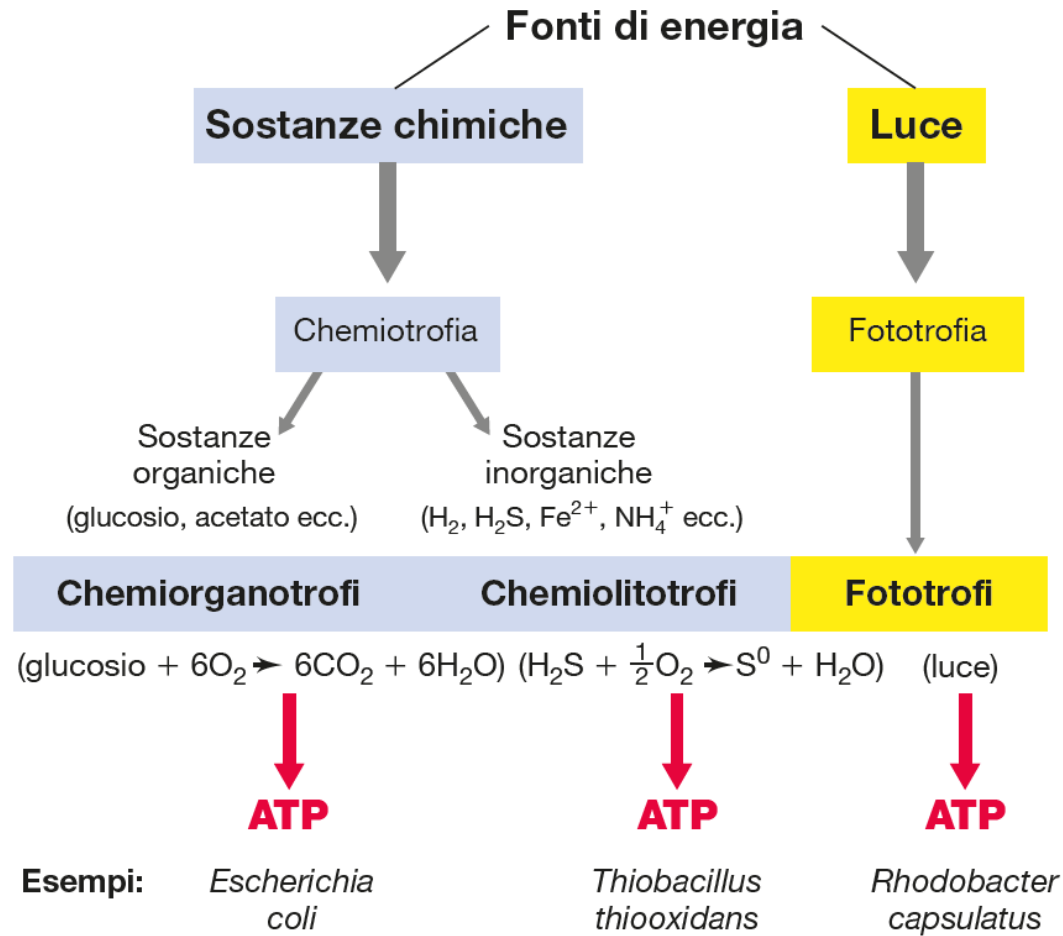 Fonti di energia
Sostanze chimiche
Luce
Chemiotrofia
Fototrofia
Sostanze
organiche
(glucosio, acetato ecc.)
Sostanze
inorganiche
(H₂, H₂S, Fe²⁺, NH₄⁺ ecc.)
Chemiorganotrofi
Chemiolitotrofi
Fototrofi
(glucosio + 6O₂ → 6CO₂ + 6H₂O)
(H₂S + ½O₂ → S⁰ + H₂O)
(luce)
ATP
ATP
ATP
Esempi:
Escherichia
coli
Thiobacillus
thiooxidans
Rhodobacter
capsulatus